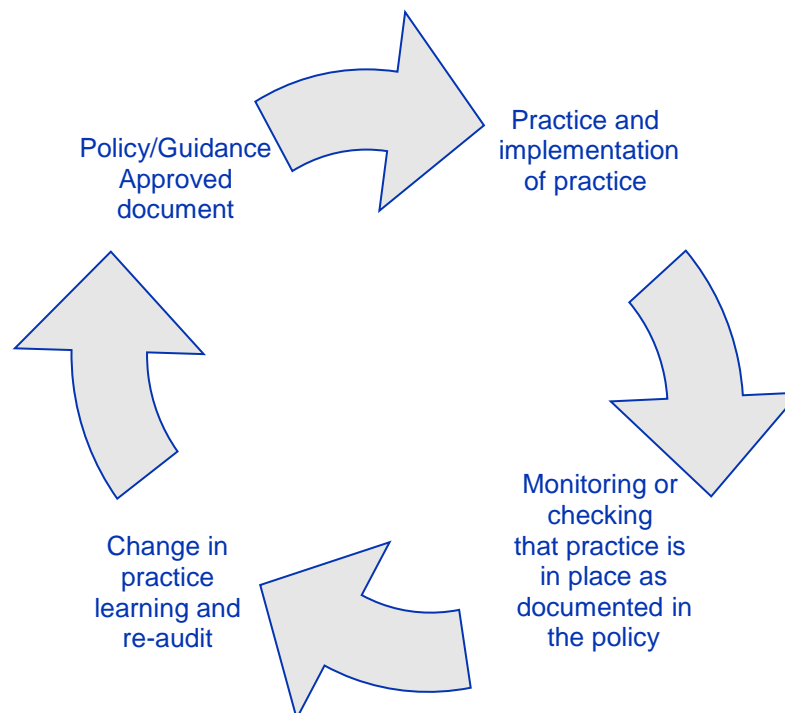 Policy/Guidance
Approved
document
Practice and
implementation
of practice
Monitoring or
checking
that practice is
in place as
documented in
the policy
Change in
practice
learning and
re-audit